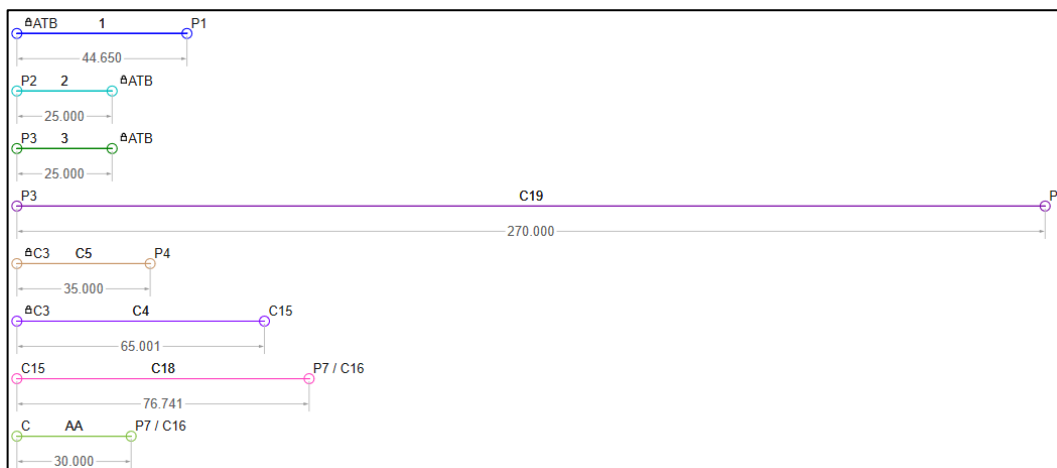 🔒ATB 1 P1
44.650
P2 2 🔒ATB
25.000
P3 3 🔒ATB
25.000
P3 C19 P
270.000
🔒C3 C5 P4
35.000
🔒C3 C4 C15
65.001
C15 C18 P7 / C16
76.741
C AA P7 / C16
30.000